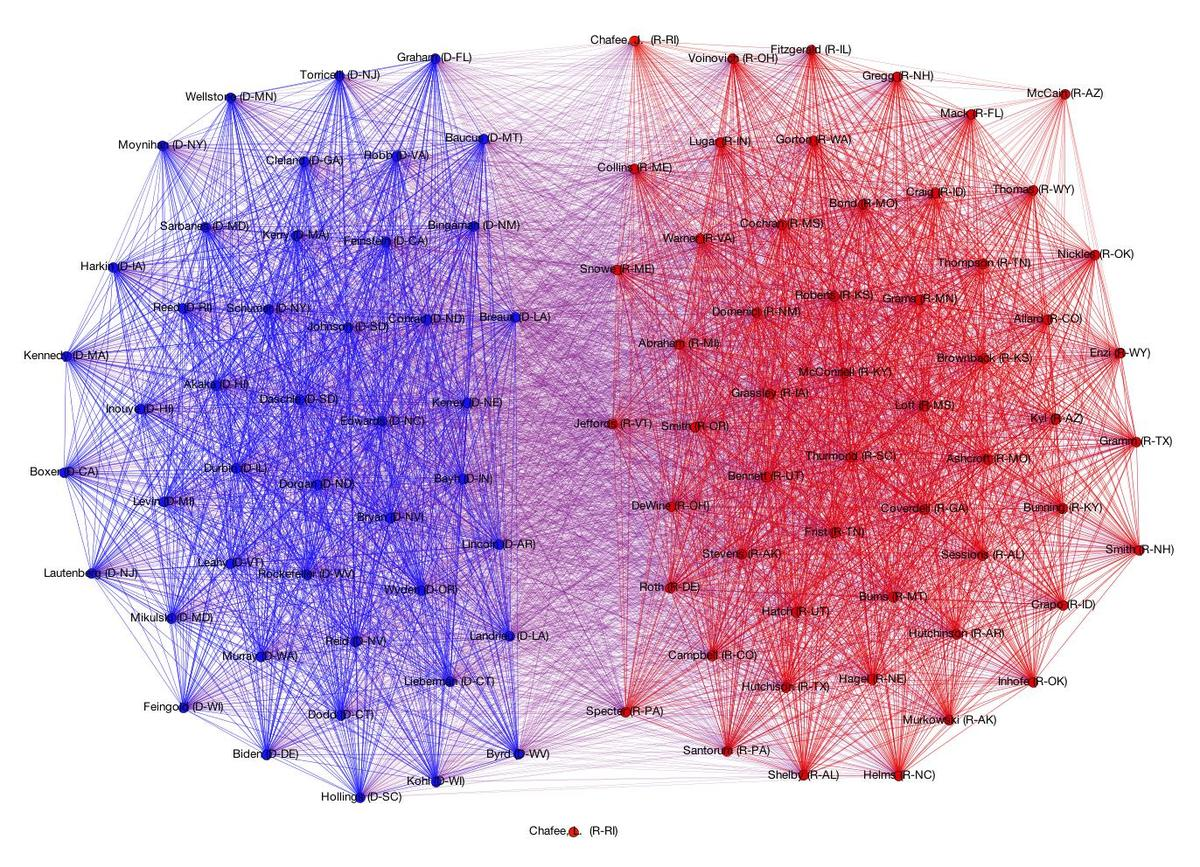 Chafee, J. (R-RI)
Fitzgerald (R-IL)
Graham (D-FL)
Voinovich (R-OH)
Torricelli (D-NJ)
Gregg (R-NH)
Wellstone (D-MN)
McCain (R-AZ)
Mack (R-FL)
Baucus (D-MT)
Lugar (R-IN)
Gorton (R-WA)
Moynihan (D-NY)
Cleland (D-GA)
Robb (D-VA)
Collins (R-ME)
Craig (R-ID)
Thomas (R-WY)
Bond (R-MO)
Sarbanes (D-MD)
Kerry (D-MA)
Feinstein (D-CA)
Bingaman (D-NM)
Cochran (R-MS)
Warner (R-VA)
Nickles (R-OK)
Harkin (D-IA)
Snowe (R-ME)
Thompson (R-TN)
Roberts (R-KS)
Grams (R-MN)
Reed (D-RI)
Schumer (D-NY)
Johnson (D-SD)
Conrad (D-ND)
Breaux (D-LA)
Domenici (R-NM)
Allard (R-CO)
Abraham (R-MI)
Kennedy (D-MA)
Brownback (R-KS)
Enzi (R-WY)
McConnell (R-KY)
Akaka (D-HI)
Daschle (D-SD)
Kerrey (D-NE)
Grassley (R-IA)
Lott (R-MS)
Inouye (D-HI)
Edwards (D-NC)
Jeffords (R-VT)
Smith (R-OR)
Kyl (R-AZ)
Gramm (R-TX)
Thurmond (R-SC)
Ashcroft (R-MO)
Boxer (D-CA)
Durbin (D-IL)
Dorgan (D-ND)
Bayh (D-IN)
Bennett (R-UT)
Levin (D-MI)
Bryan (D-NV)
DeWine (R-OH)
Coverdell (R-GA)
Bunning (R-KY)
Frist (R-TN)
Lincoln (D-AR)
Stevens (R-AK)
Sessions (R-AL)
Smith (R-NH)
Leahy (D-VT)
Lautenberg (D-NJ)
Rockefeller (D-WV)
Wyden (D-OR)
Roth (R-DE)
Burns (R-MT)
Crapo (R-ID)
Hatch (R-UT)
Mikulski (D-MD)
Landrieu (D-LA)
Hutchinson (R-AR)
Reid (D-NV)
Murray (D-WA)
Campbell (R-CO)
Lieberman (D-CT)
Hutchison (R-TX)
Hagel (R-NE)
Inhofe (R-OK)
Feingold (D-WI)
Dodd (D-CT)
Specter (R-PA)
Murkowski (R-AK)
Biden (D-DE)
Byrd (D-WV)
Santorum (R-PA)
Kohl (D-WI)
Shelby (R-AL)
Helms (R-NC)
Hollings (D-SC)
Chafee, L. (R-RI)